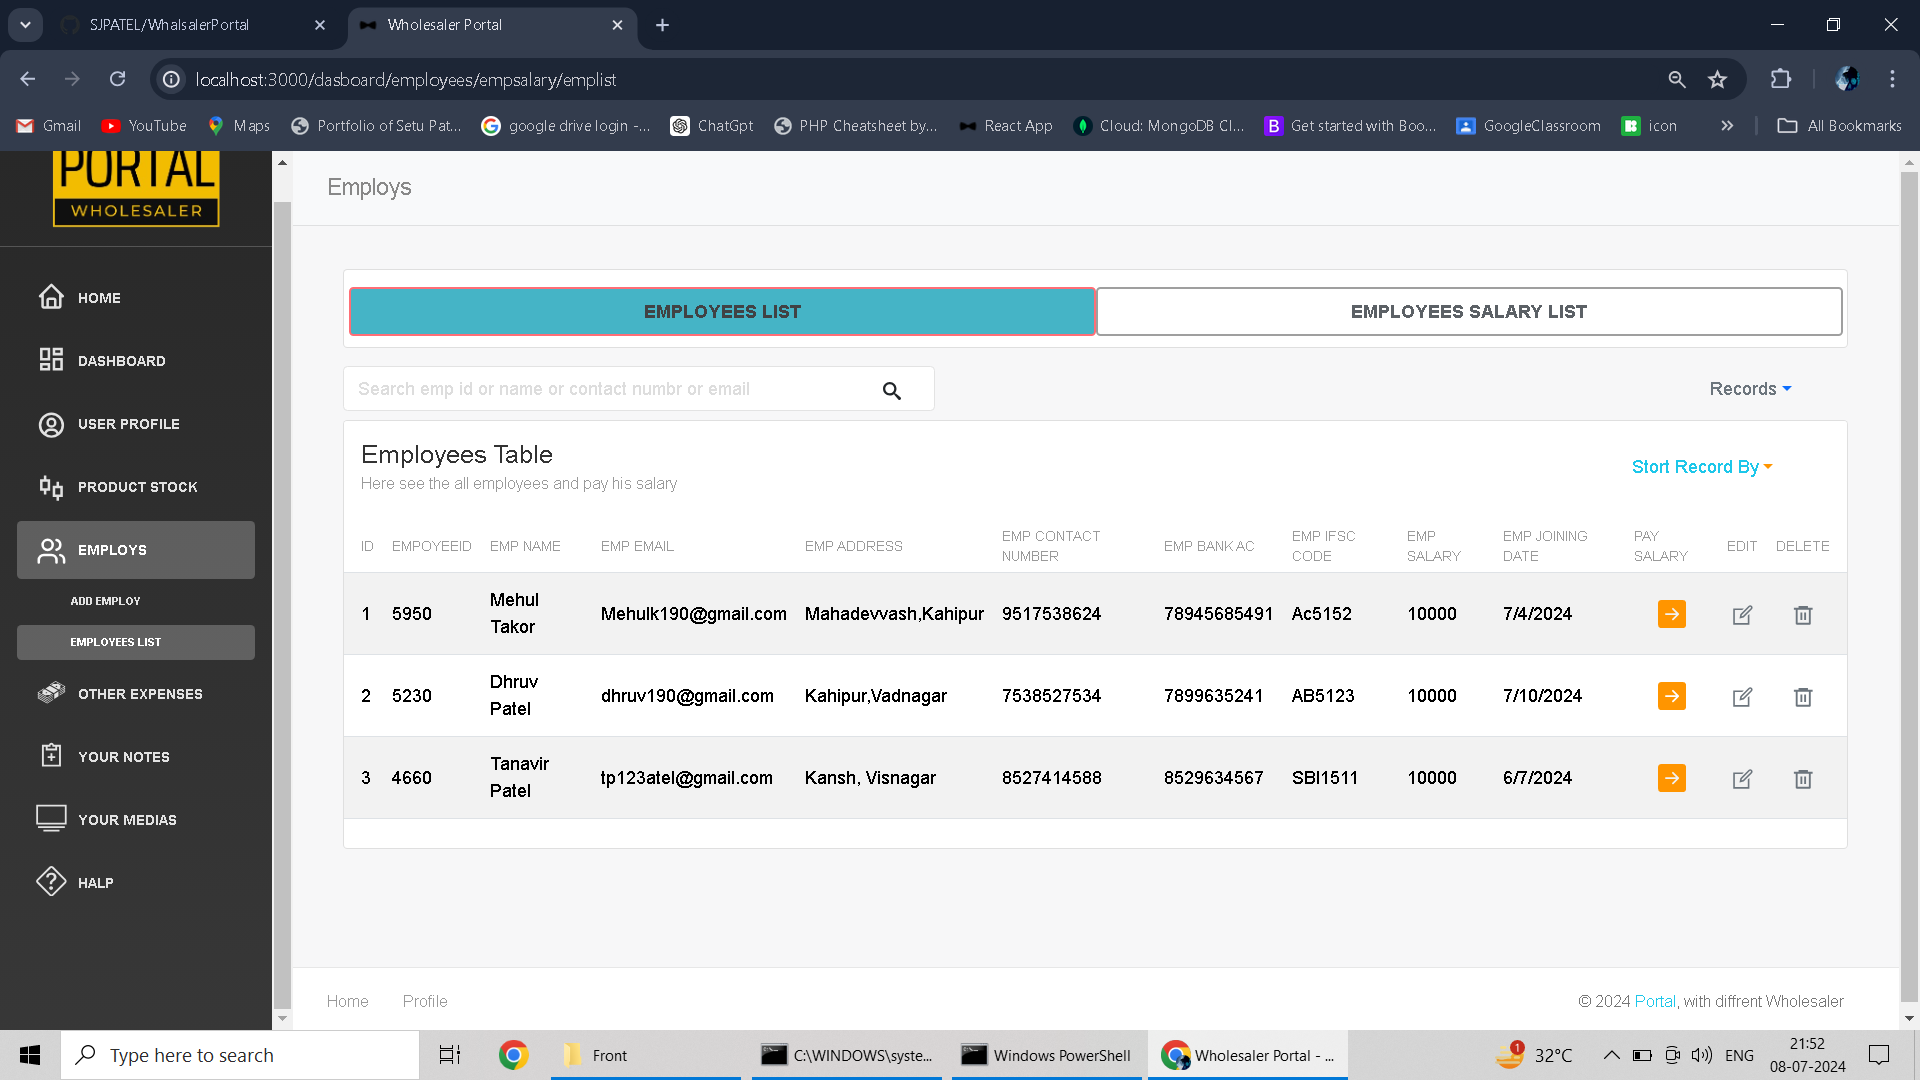 SJPATEL/WhalsalerPortal
Wholesaler Portal
localhost:3000/dasboard/employees/empsalary/emplist
Gmail
YouTube
Maps
Portfolio of Setu Pat...
google drive login -...
ChatGpt
PHP Cheatsheet by...
React App
Cloud: MongoDB Cl...
B
Get started with Boo...
GoogleClassroom
icon
»
All Bookmarks
PORTAL
WHOLESALER
HOME
DASHBOARD
USER PROFILE
PRODUCT STOCK
EMPLOYS
ADD EMPLOY
EMPLOYEES LIST
OTHER EXPENSES
YOUR NOTES
YOUR MEDIAS
HALP
Employs
EMPLOYEES LIST
EMPLOYEES SALARY LIST
Search emp id or name or contact numbr or email
Records
Employees Table
Here see the all employees and pay his salary
Stort Record By
ID EMPOYEEID EMP NAME EMP EMAIL EMP ADDRESS EMP CONTACT NUMBER EMP BANK AC EMP IFSC CODE EMP SALARY EMP JOINING DATE PAY SALARY EDIT DELETE
1 5950 Mehul Takor Mehulk190@gmail.com Mahadevvash,Kahipur 9517538624 78945685491 Ac5152 10000 7/4/2024
2 5230 Dhruv Patel dhruv190@gmail.com Kahipur,Vadnagar 7538527534 7899635241 AB5123 10000 7/10/2024
3 4660 Tanavir Patel tp123atel@gmail.com Kansh, Visnagar 8527414588 8529634567 SBI1511 10000 6/7/2024
Home Profile
© 2024 Portal, with diffrent Wholesaler
Type here to search
Front
C:\WINDOWS\syste...
Windows PowerShell
Wholesaler Portal - ...
1
32°C
ENG
21:52
08-07-2024